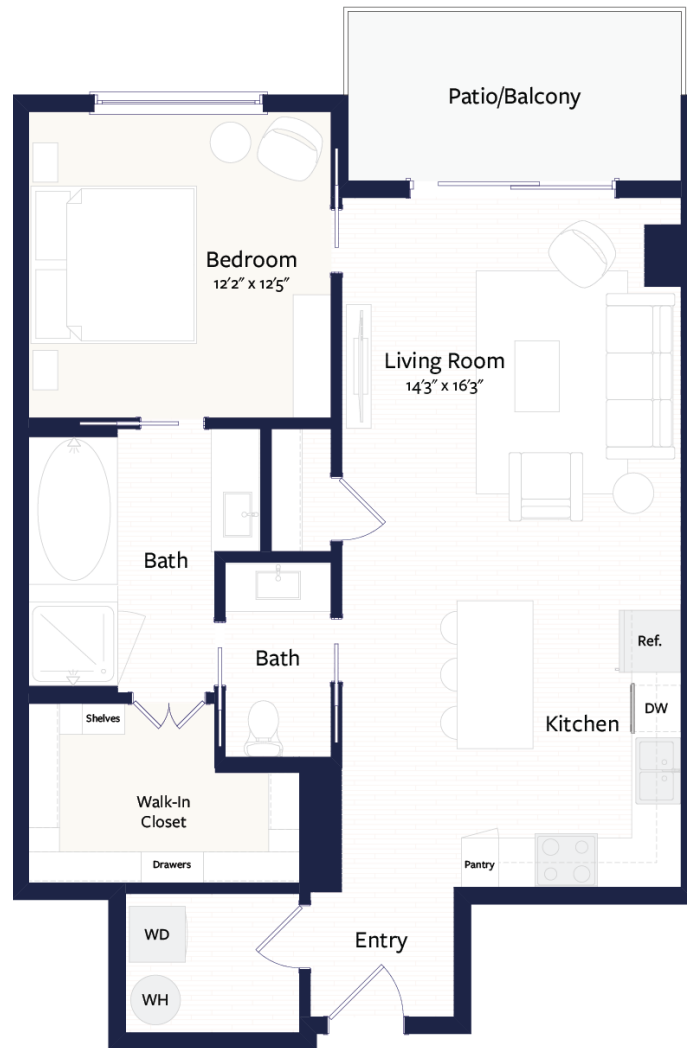 Patio/Balcony
Bedroom
12'2" x 12'5"
Living Room
14'3" x 16'3"
Bath
Bath
Ref.
DW
Kitchen
Shelves
Walk-In
Closet
Drawers
Pantry
WD
Entry
WH